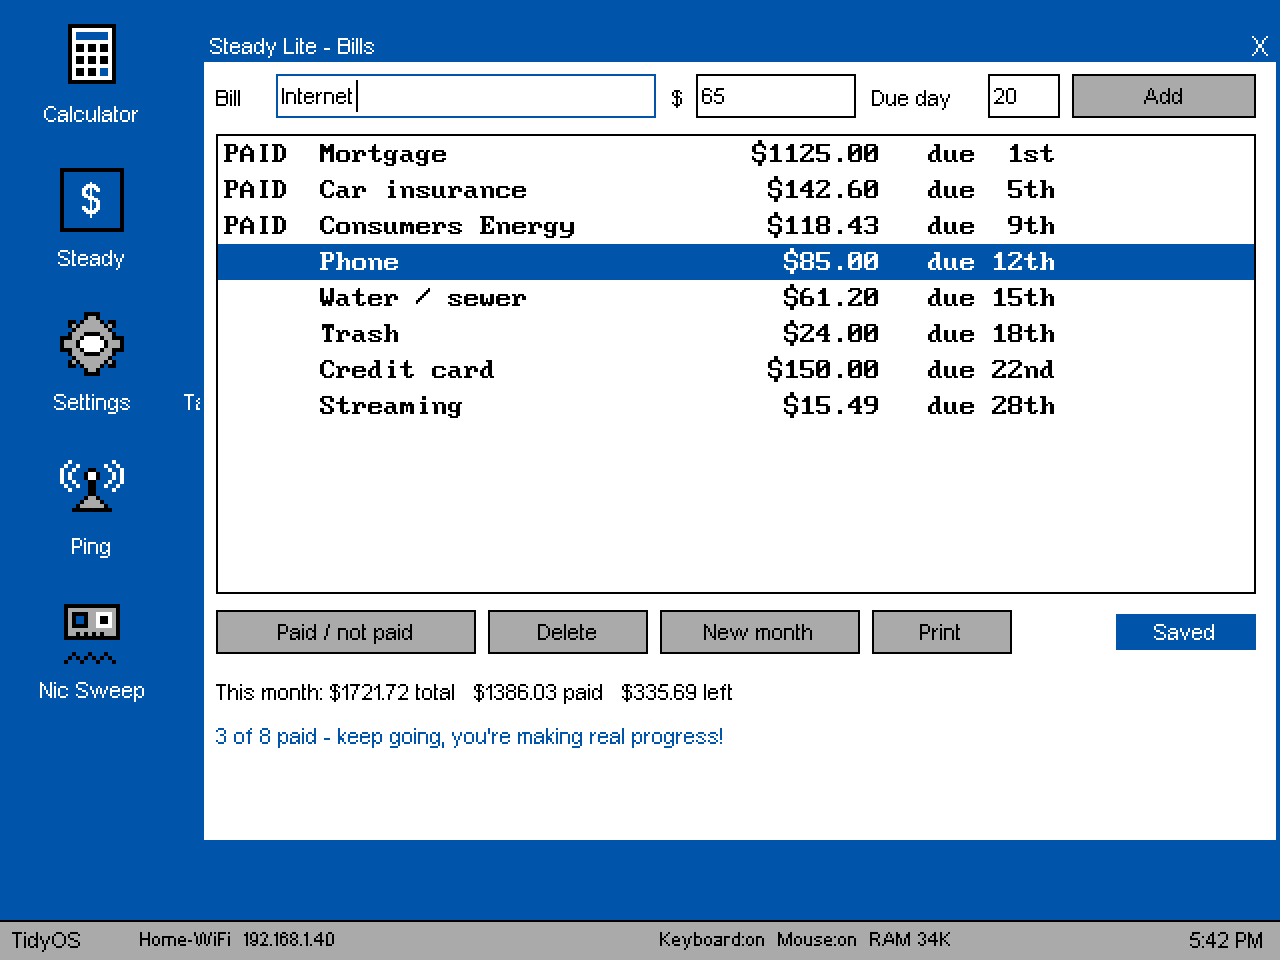 Calculator
$
Steady
Settings
Ping
Nic Sweep
Steady Lite - Bills X
Bill Internet $ 65 Due day 20 Add
PAID Mortgage $1125.00 due 1st
PAID Car insurance $142.60 due 5th
PAID Consumers Energy $118.43 due 9th
Phone $85.00 due 12th
Water / sewer $61.20 due 15th
Trash $24.00 due 18th
Credit card $150.00 due 22nd
Streaming $15.49 due 28th
Paid / not paid Delete New month Print Saved
This month: $1721.72 total $1386.03 paid $335.69 left
3 of 8 paid - keep going, you're making real progress!
TidyOS Home-WiFi 192.168.1.40 Keyboard:on Mouse:on RAM 34K 5:42 PM